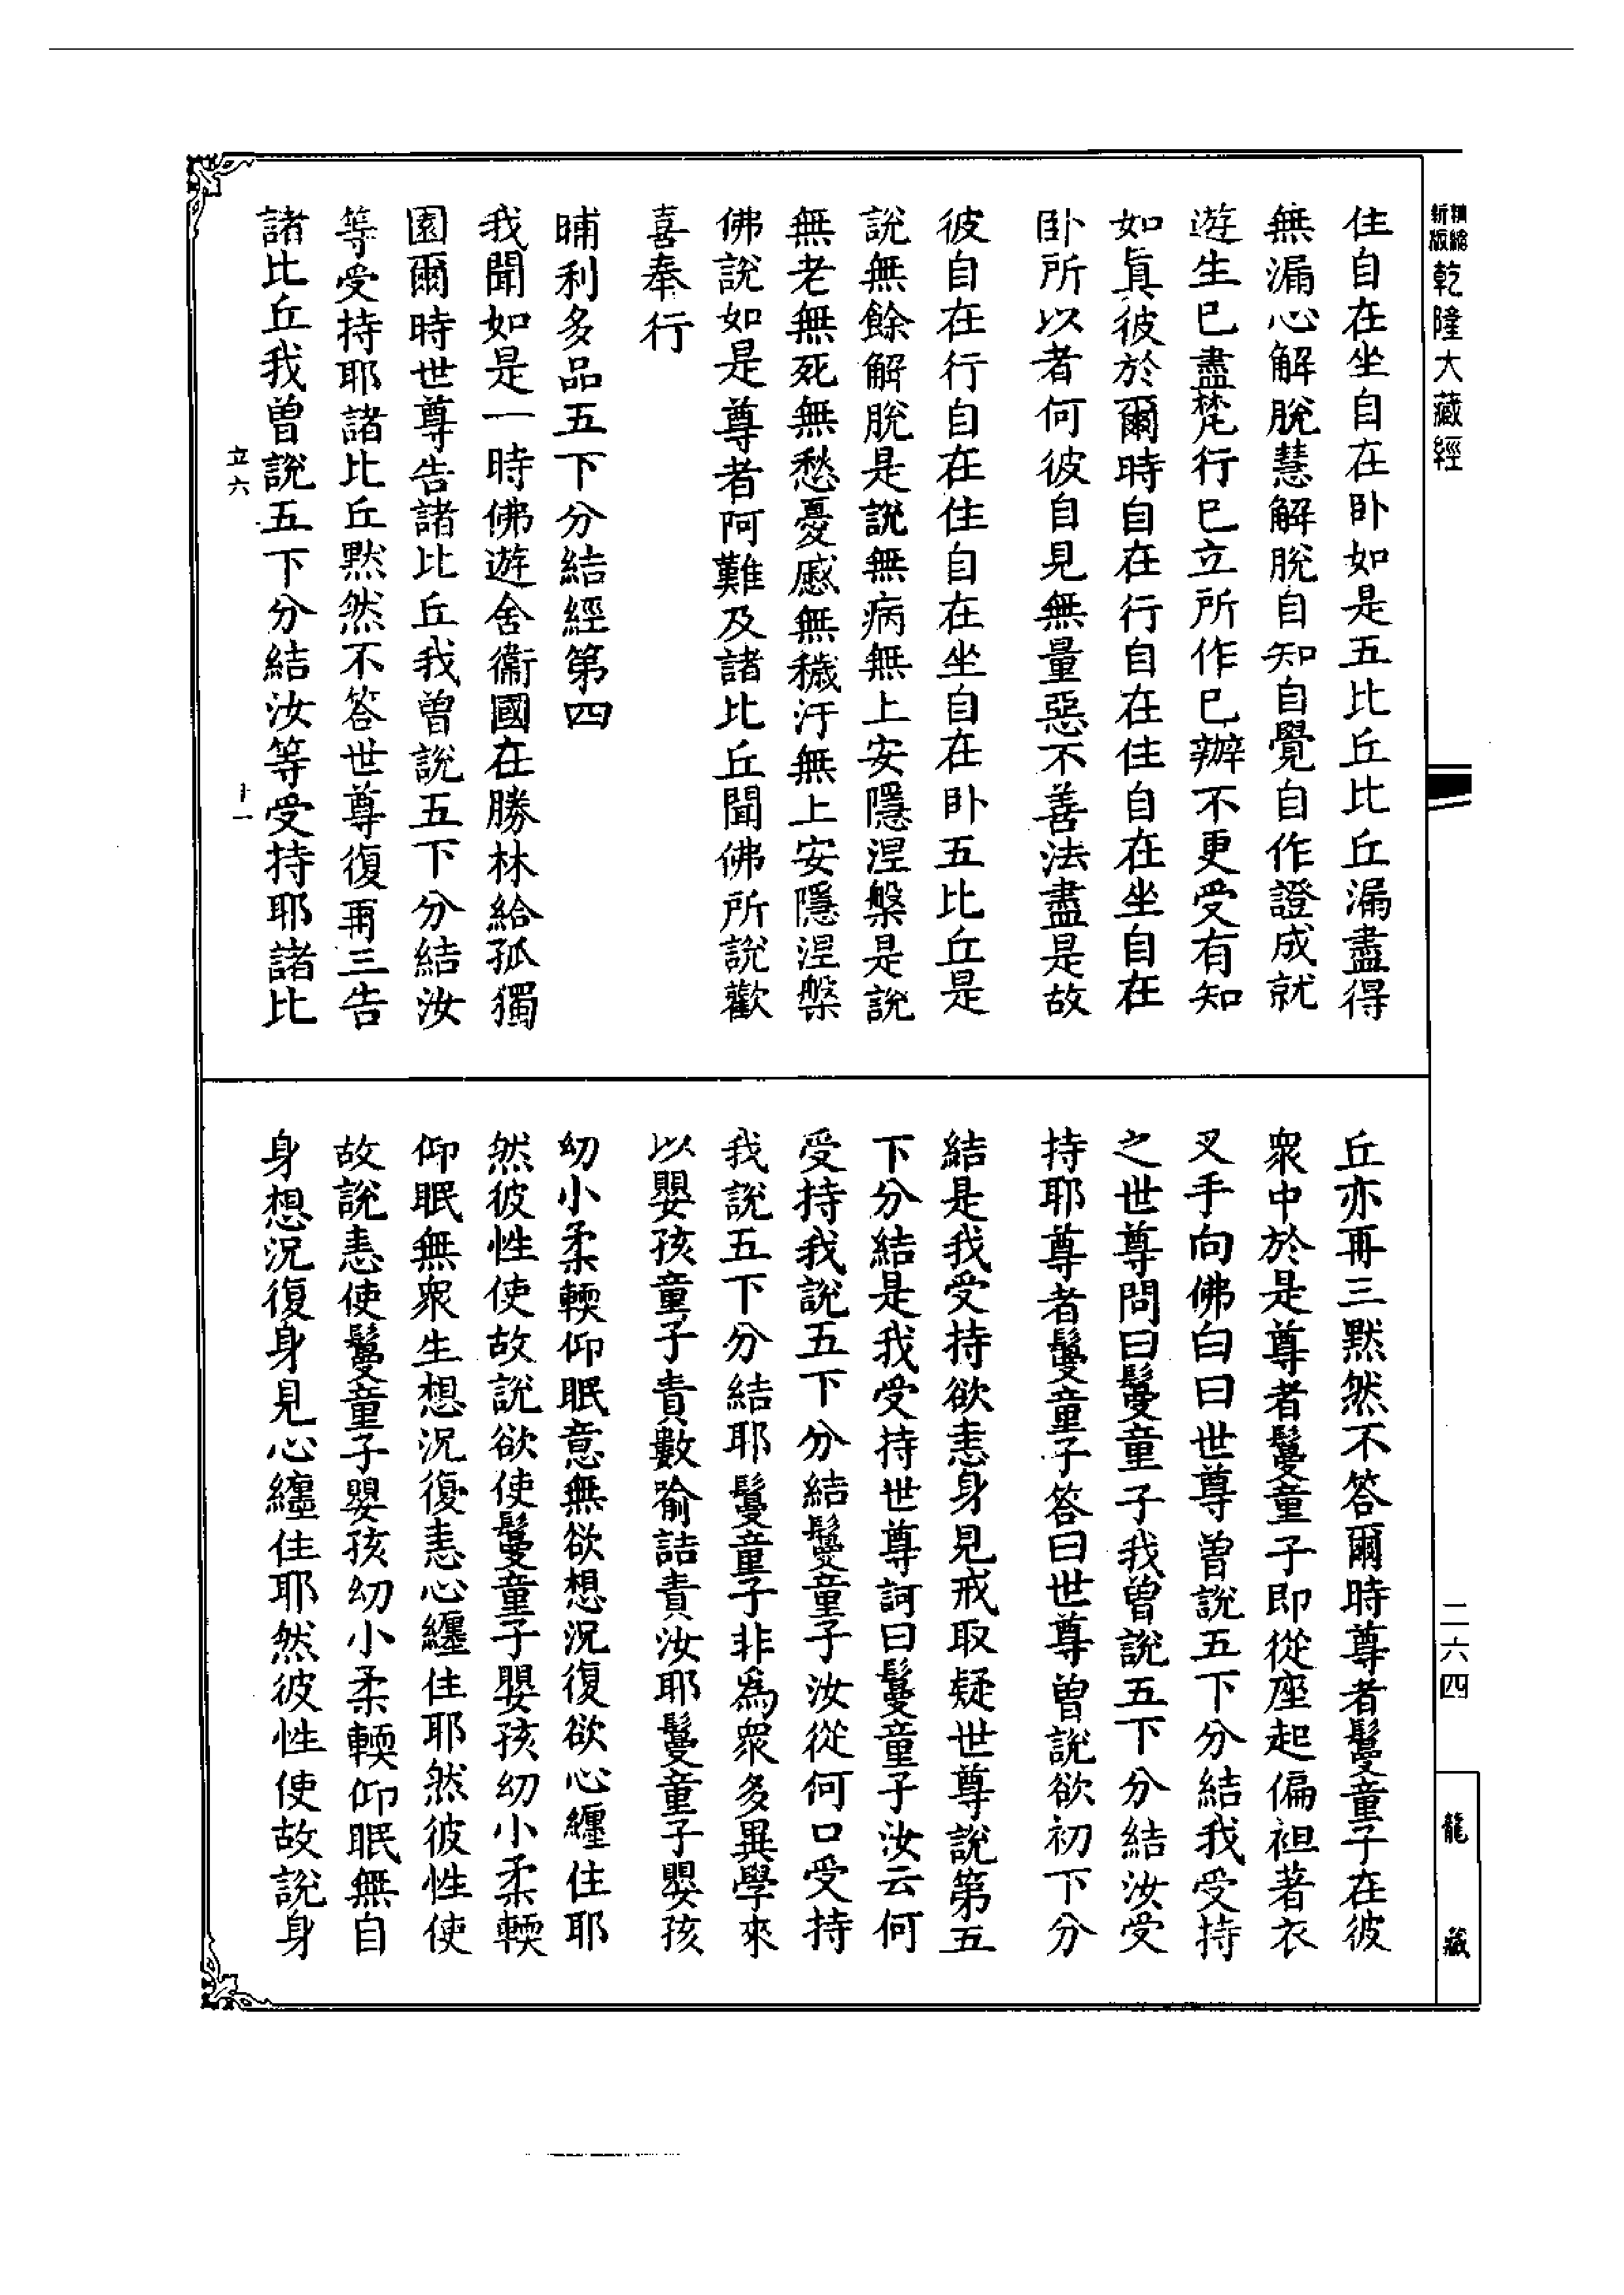 精縮
新版
乾隆大藏經
住自在坐自在卧如是五比丘比丘漏盡得
無漏心解脫慧解脫自知自覺自作證成就
遊生已盡梵行已立所作已辦不更受有知
如眞彼於爾時自在行自在住自在坐自在
卧所以者何彼自見無量惡不善法盡是故
彼自在行自在住自在坐自在卧五比丘是
說無餘解脫是說無病無上安隱涅槃是說
無老無死無愁憂慼無穢汙無上安隱涅槃
佛說如是尊者阿難及諸比丘聞佛所說歡
喜奉行
晡利多品五下分結經第四
我聞如是一時佛遊舍衞國在勝林給孤獨
園爾時世尊告諸比丘我曾說五下分結汝
等受持耶諸比丘默然不答世尊復再三告
諸比丘我曾說五下分結汝等受持耶諸比
立六
十一
丘亦再三默然不答爾時尊者鬘童子在彼
衆中於是尊者鬘童子即從座起偏袒著衣
叉手向佛白曰世尊曾說五下分結我受持
之世尊問曰鬘童子我曾說五下分結汝受
持耶尊者鬘童子答曰世尊曾說欲初下分
結是我受持欲恚身見戒取疑世尊說第五
下分結是我受持世尊訶曰鬘童子汝云何
受持我說五下分結鬘童子汝從何口受持
我說五下分結耶鬘童子非爲衆多異學來
以嬰孩童子責數喻詰責汝耶鬘童子嬰孩
幼小柔輭仰眠意無欲想況復欲心纏住耶
然彼性使故說欲使鬘童子嬰孩幼小柔輭
仰眠無衆生想況復恚心纏住耶然彼性使
故說恚使鬘童子嬰孩幼小柔輭仰眠無自
身想況復身見心纏住耶然彼性使故說身
二六四
龍藏